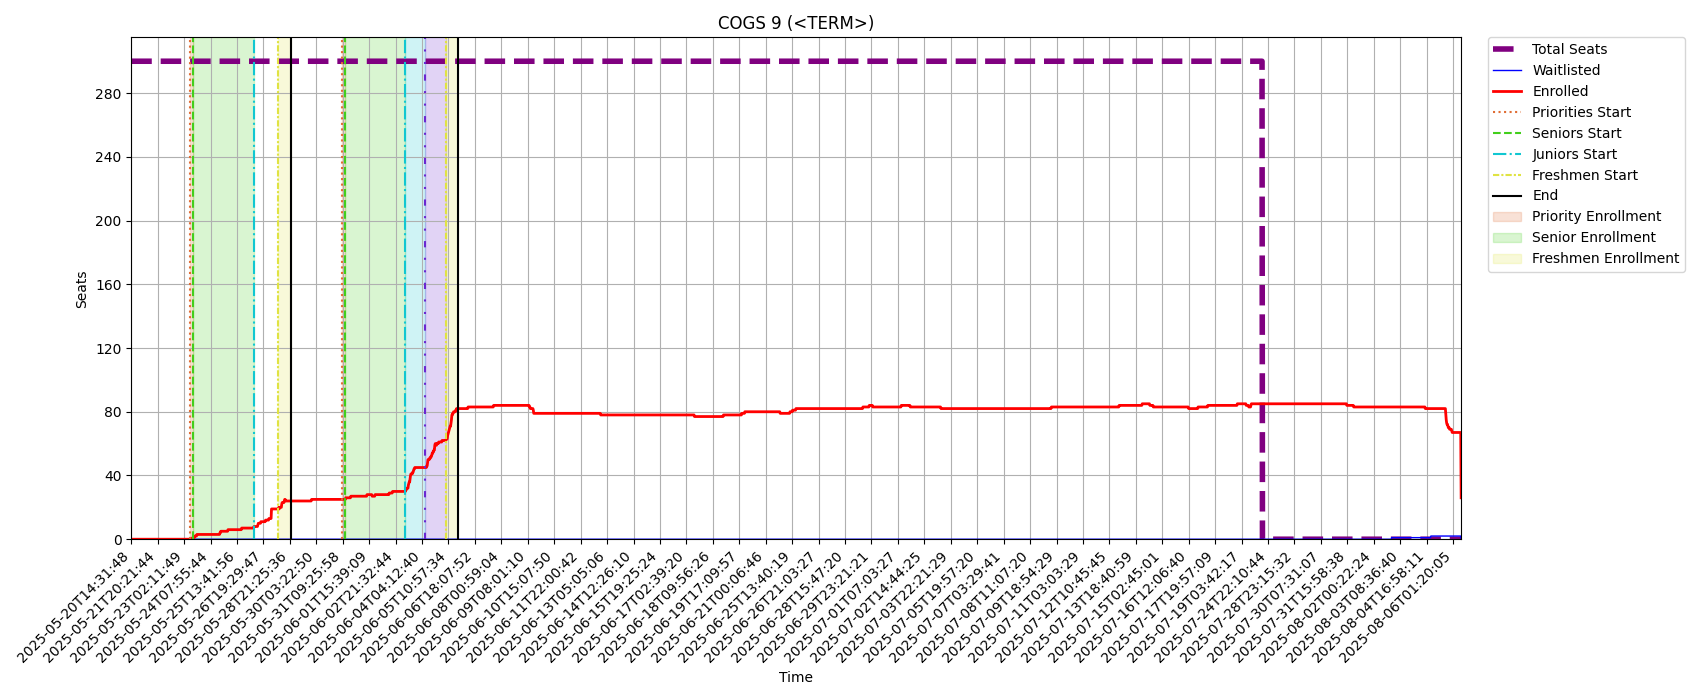 COGS 9 (<TERM>)
Seats
280
240
200
160
120
80
40
0
2025-05-20T14:31:48
2025-05-21T20:21:44
2025-05-23T02:11:49
2025-05-24T07:55:44
2025-05-25T13:41:56
2025-05-26T19:29:47
2025-05-28T21:25:36
2025-05-30T03:22:50
2025-05-31T09:25:58
2025-06-01T15:39:09
2025-06-02T21:32:44
2025-06-04T04:12:40
2025-06-05T10:57:34
2025-06-06T18:07:52
2025-06-08T00:59:04
2025-06-09T08:01:10
2025-06-10T15:07:50
2025-06-11T22:00:42
2025-06-13T05:05:06
2025-06-14T12:26:10
2025-06-15T19:25:24
2025-06-17T02:39:20
2025-06-18T09:56:26
2025-06-19T17:09:57
2025-06-21T00:06:46
2025-06-25T13:40:19
2025-06-26T21:03:27
2025-06-28T15:47:20
2025-06-29T23:21:21
2025-07-01T07:03:27
2025-07-02T14:44:25
2025-07-03T22:21:29
2025-07-05T19:57:20
2025-07-07T03:29:41
2025-07-08T11:07:20
2025-07-09T18:54:29
2025-07-11T03:03:29
2025-07-12T10:45:45
2025-07-13T18:40:59
2025-07-15T02:45:01
2025-07-16T12:06:40
2025-07-17T19:57:09
2025-07-19T03:42:17
2025-07-24T22:10:44
2025-07-28T23:15:32
2025-07-30T07:31:07
2025-07-31T15:58:38
2025-08-02T00:22:24
2025-08-03T08:36:40
2025-08-04T16:58:11
2025-08-06T01:20:05
Time
Total Seats
Waitlisted
Enrolled
Priorities Start
Seniors Start
Juniors Start
Freshmen Start
End
Priority Enrollment
Senior Enrollment
Freshmen Enrollment